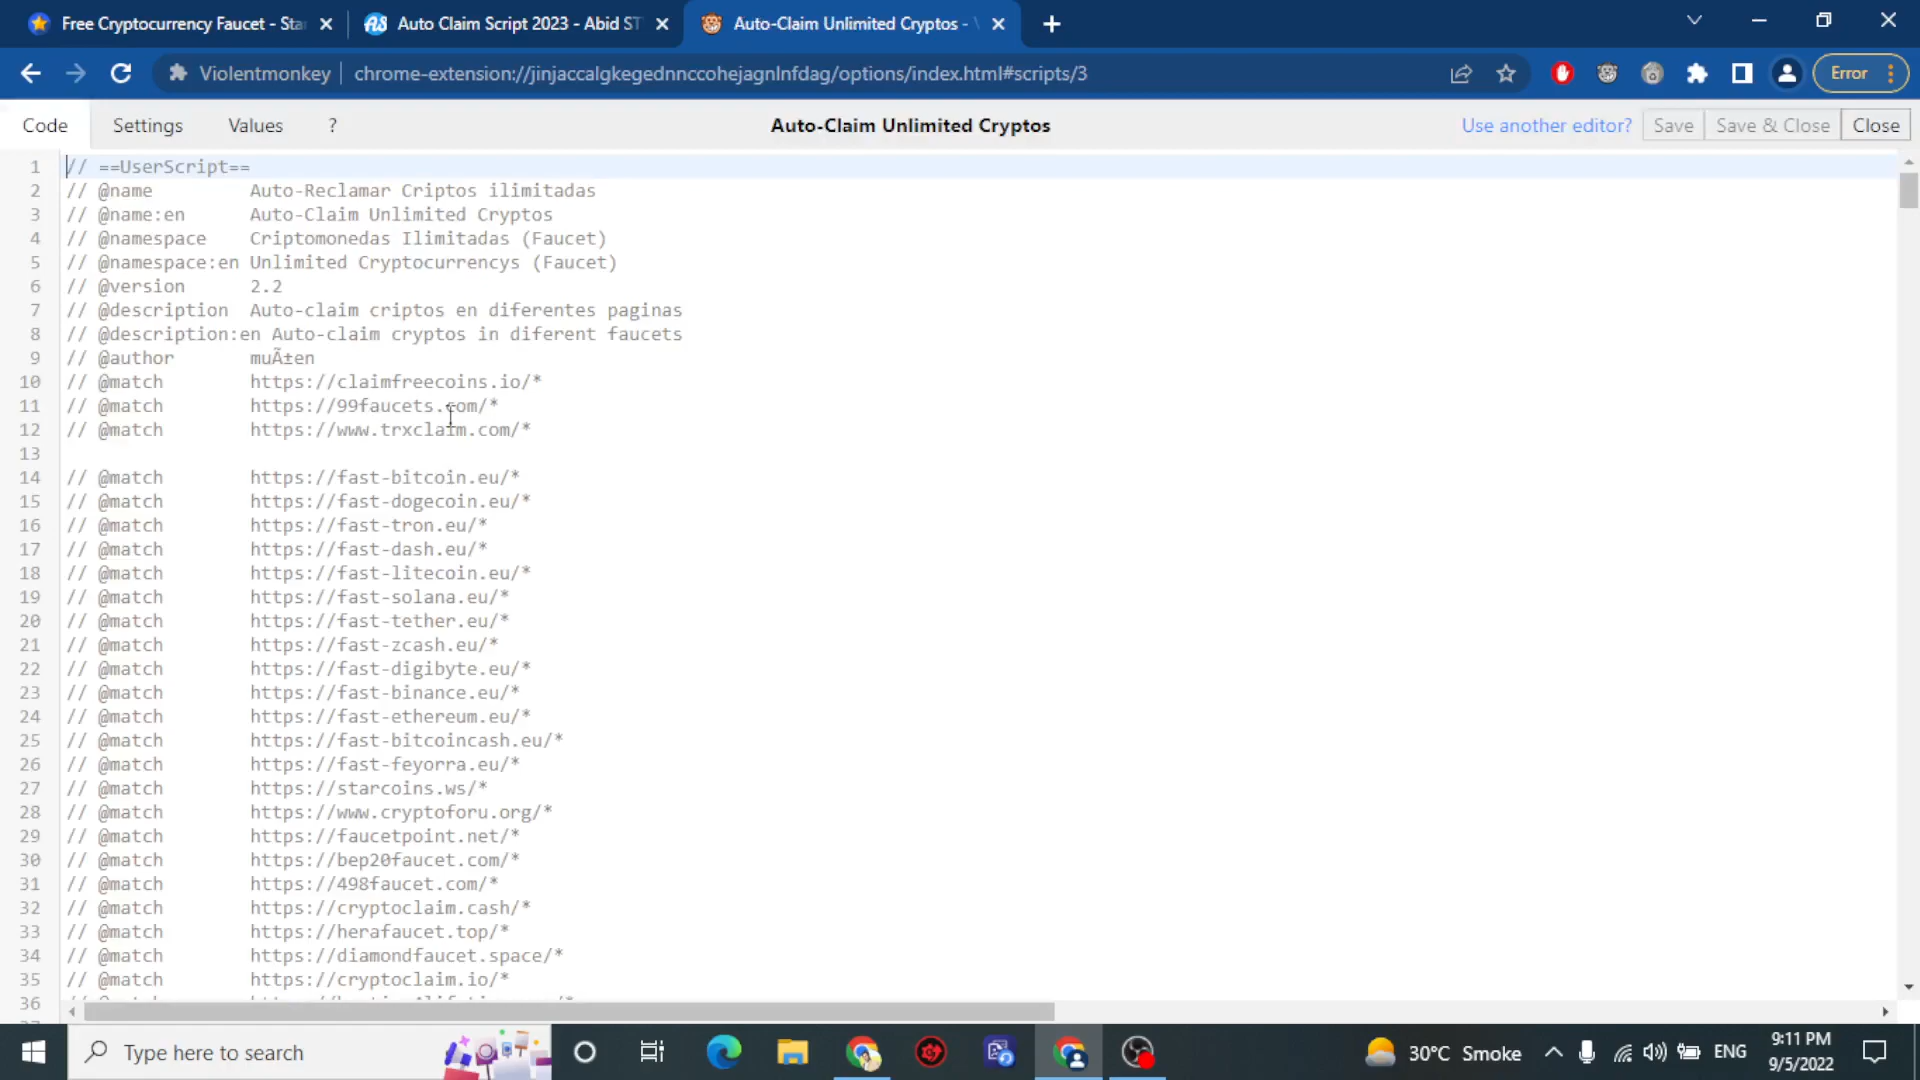 Free Cryptocurrency Faucet - Sta
Auto Claim Script 2023 - Abid ST
Auto-Claim Unlimited Cryptos -
Violentmonkey
chrome-extension://jinjaccalgkegednnccohejagnlnfdag/options/index.html#scripts/3
Error
Code
Settings
Values
?
Auto-Claim Unlimited Cryptos
Use another editor?
Save
Save & Close
Close
1 // ==UserScript==
2 // @name Auto-Reclamar Criptos ilimitadas
3 // @name:en Auto-Claim Unlimited Cryptos
4 // @namespace Criptomonedas Ilimitadas (Faucet)
5 // @namespace:en Unlimited Cryptocurrencys (Faucet)
6 // @version 2.2
7 // @description Auto-claim criptos en diferentes paginas
8 // @description:en Auto-claim cryptos in diferent faucets
9 // @author muÃ±en
10 // @match https://claimfreecoins.io/*
11 // @match https://99faucets.com/*
12 // @match https://www.trxclaim.com/*
13
14 // @match https://fast-bitcoin.eu/*
15 // @match https://fast-dogecoin.eu/*
16 // @match https://fast-tron.eu/*
17 // @match https://fast-dash.eu/*
18 // @match https://fast-litecoin.eu/*
19 // @match https://fast-solana.eu/*
20 // @match https://fast-tether.eu/*
21 // @match https://fast-zcash.eu/*
22 // @match https://fast-digibyte.eu/*
23 // @match https://fast-binance.eu/*
24 // @match https://fast-ethereum.eu/*
25 // @match https://fast-bitcoincash.eu/*
26 // @match https://fast-feyorra.eu/*
27 // @match https://starcoins.ws/*
28 // @match https://www.cryptoforu.org/*
29 // @match https://faucetpoint.net/*
30 // @match https://bep20faucet.com/*
31 // @match https://498faucet.com/*
32 // @match https://cryptoclaim.cash/*
33 // @match https://herafaucet.top/*
34 // @match https://diamondfaucet.space/*
35 // @match https://cryptoclaim.io/*
36
Type here to search
30°C Smoke
ENG
9:11 PM
9/5/2022